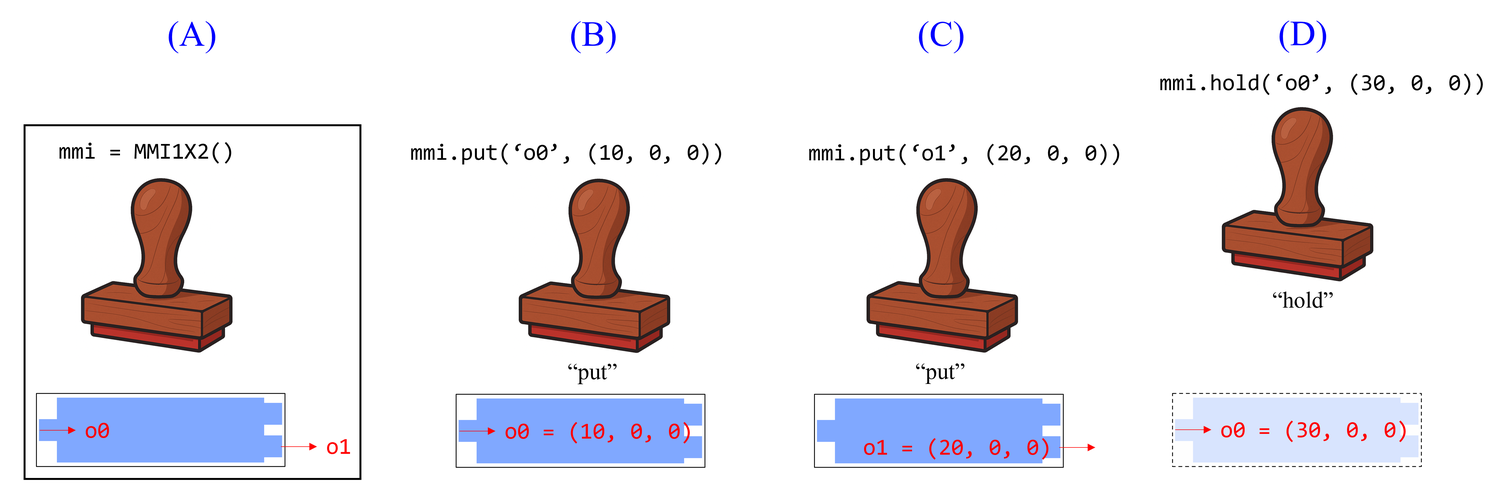 (A)
(B)
(C)
(D)
mmi = MMI1X2()
mmi.put(‘o0’, (10, 0, 0))
mmi.put(‘o1’, (20, 0, 0))
mmi.hold(‘o0’, (30, 0, 0))
“put”
“put”
“hold”
o0
o1
o0 = (10, 0, 0)
o1 = (20, 0, 0)
o0 = (30, 0, 0)